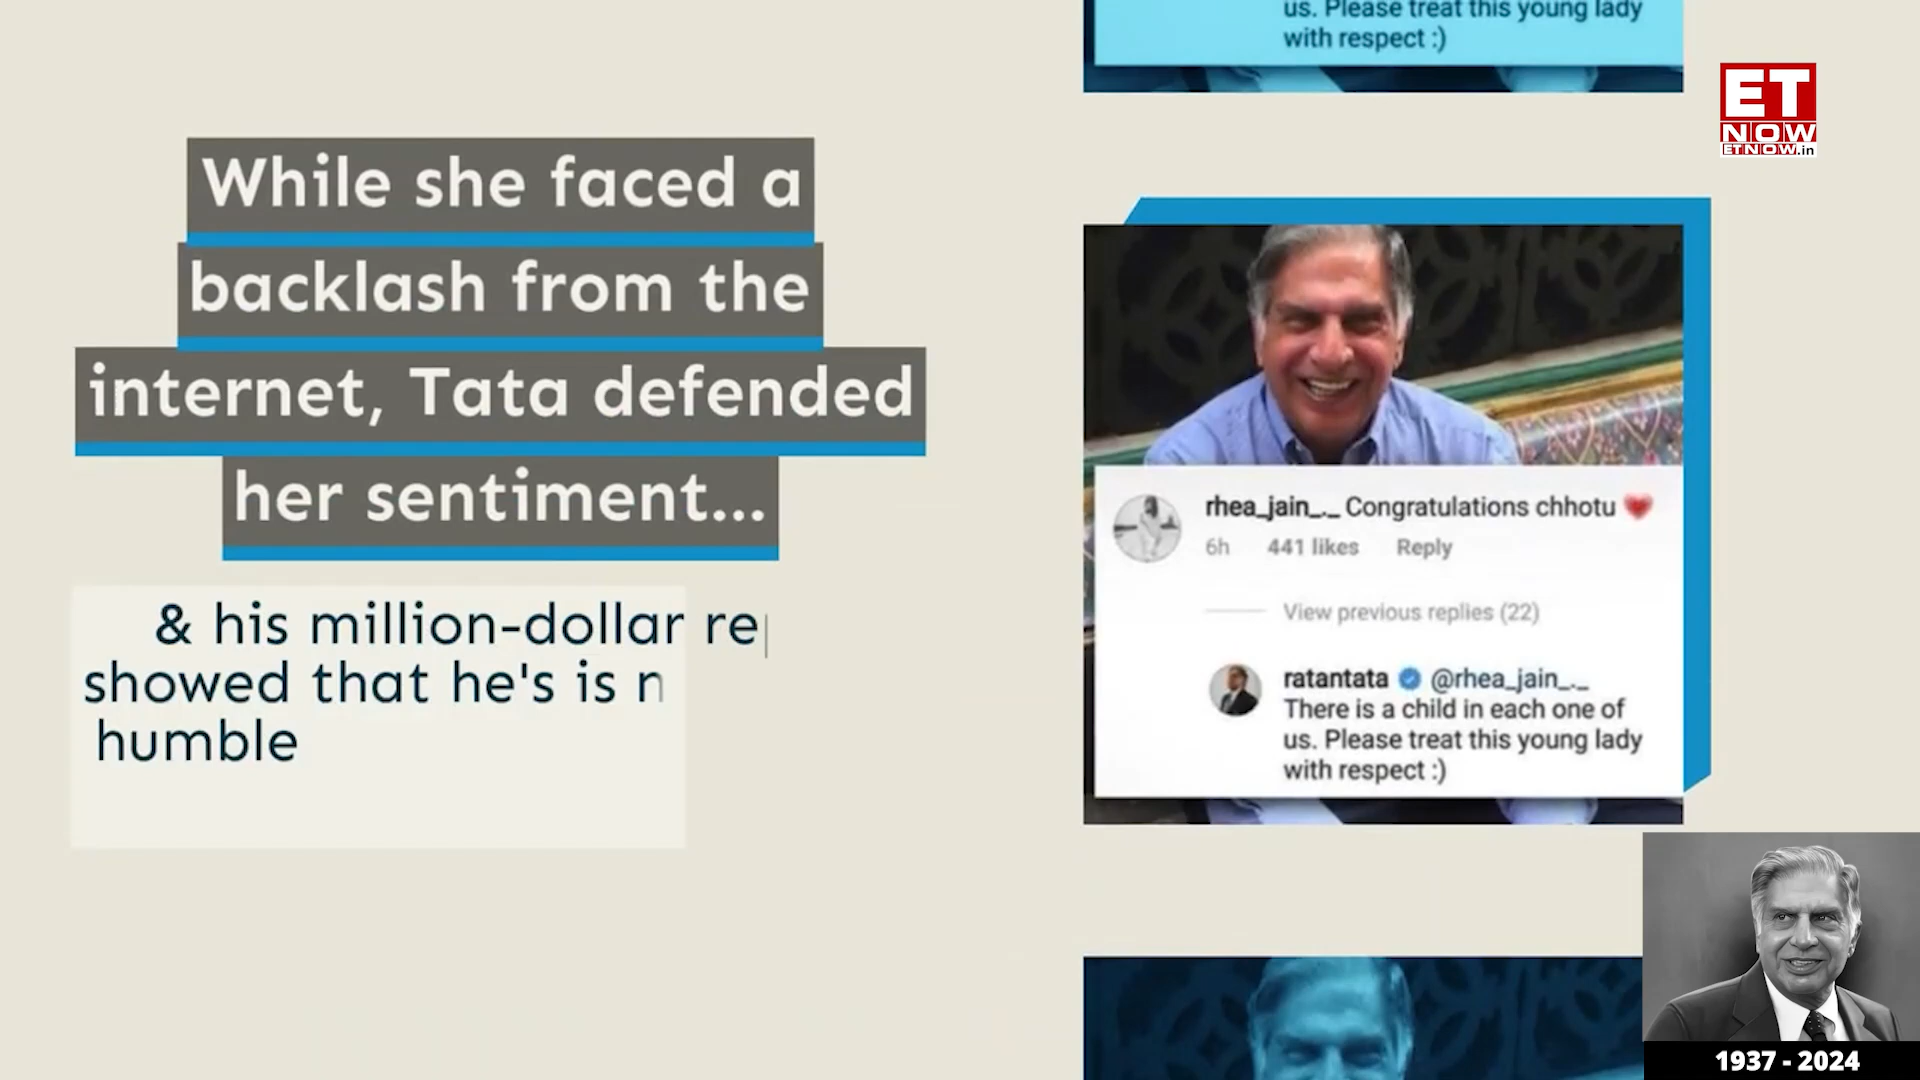 us. Please treat this young lady
with respect :)
ET
NOW
ETNOW.in
While she faced a
backlash from the
internet, Tata defended
her sentiment...
& his million-dollar
showed that he's is
humble
rhea_jain_._ Congratulations chhotu
6h 441 likes Reply
View previous replies (22)
ratantata @rhea_jain_._
There is a child in each one of
us. Please treat this young lady
with respect :)
1937 - 2024